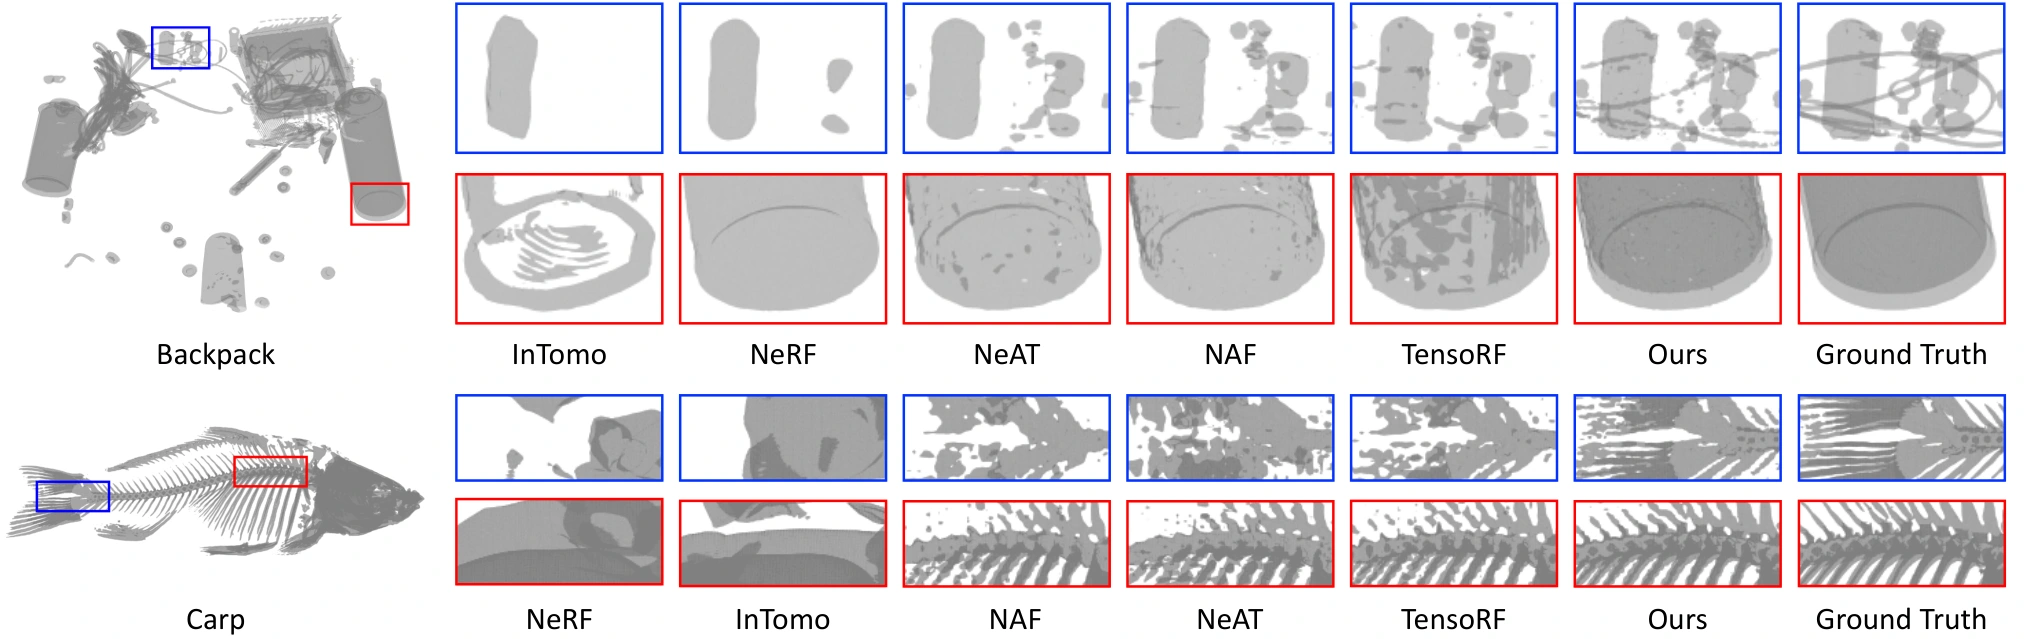 Backpack InTomo NeRF NeAT NAF TensoRF Ours Ground Truth
Carp NeRF InTomo NAF NeAT TensoRF Ours Ground Truth